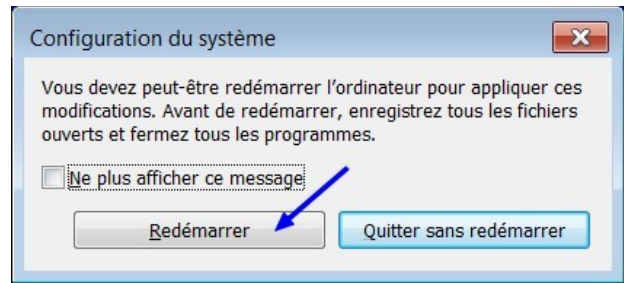 Configuration du système
Vous devez peut-être redémarrer l'ordinateur pour appliquer ces
modifications. Avant de redémarrer, enregistrez tous les fichiers
ouverts et fermez tous les programmes.
Ne plus afficher ce message
Redémarrer
Quitter sans redémarrer